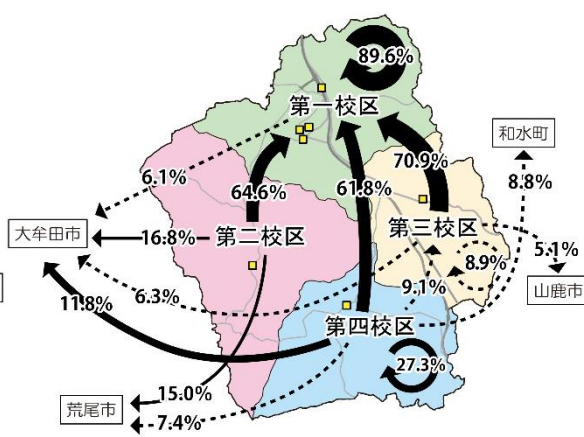 89.6%
第一校区
和水町
70.9%
6.1%
64.6%
61.8%
8.8%
大牟田市
16.8%
第二校区
第三校区
5.1%
8.9%
9.1%
山鹿市
11.8%
6.3%
第四校区
27.3%
15.0%
荒尾市
7.4%